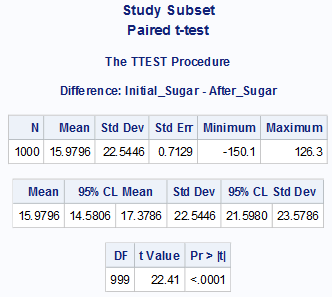 Study Subset
Paired t-test
The TTEST Procedure
Difference: Initial_Sugar - After_Sugar
N Mean Std Dev Std Err Minimum Maximum
1000 15.9796 22.5446 0.7129 -150.1 126.3
Mean 95% CL Mean Std Dev 95% CL Std Dev
15.9796 14.5806 17.3786 22.5446 21.5980 23.5786
DF t Value Pr > |t|
999 22.41 <.0001